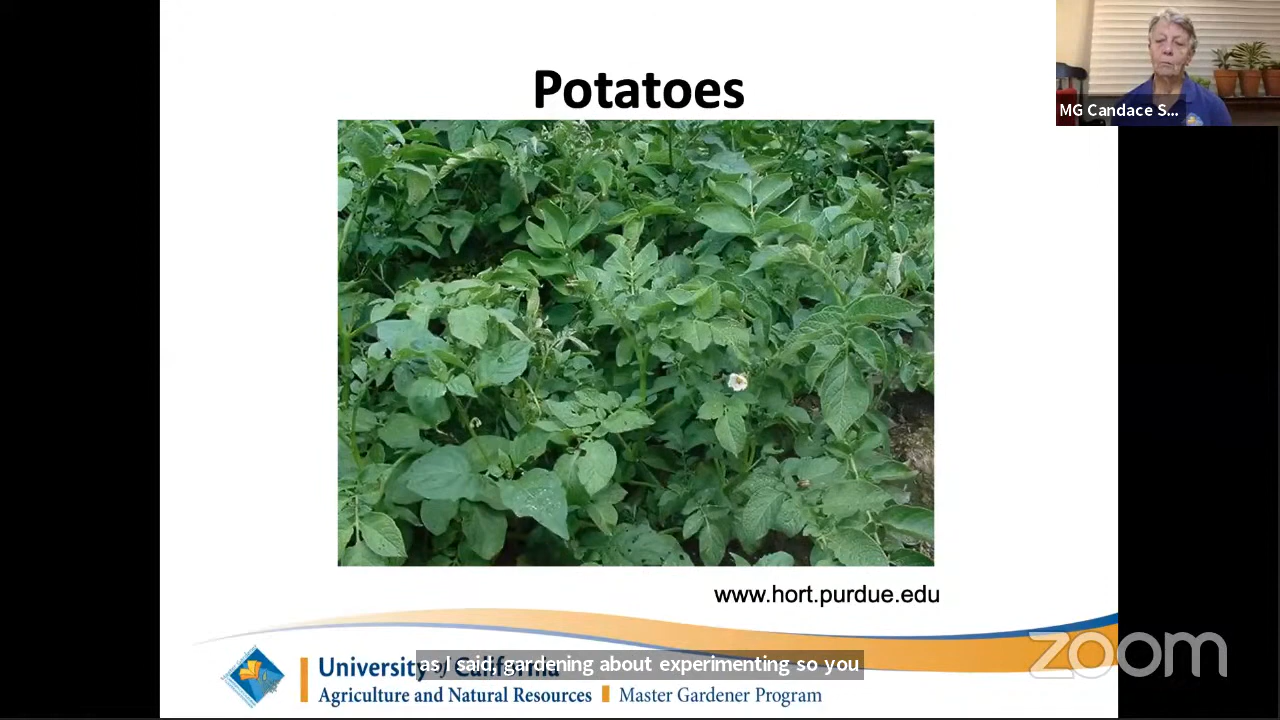 Potatoes
MG Candace S...
www.hort.purdue.edu
as I said, gardening about experimenting so you
University of California
Agriculture and Natural Resources
Master Gardener Program
zoom